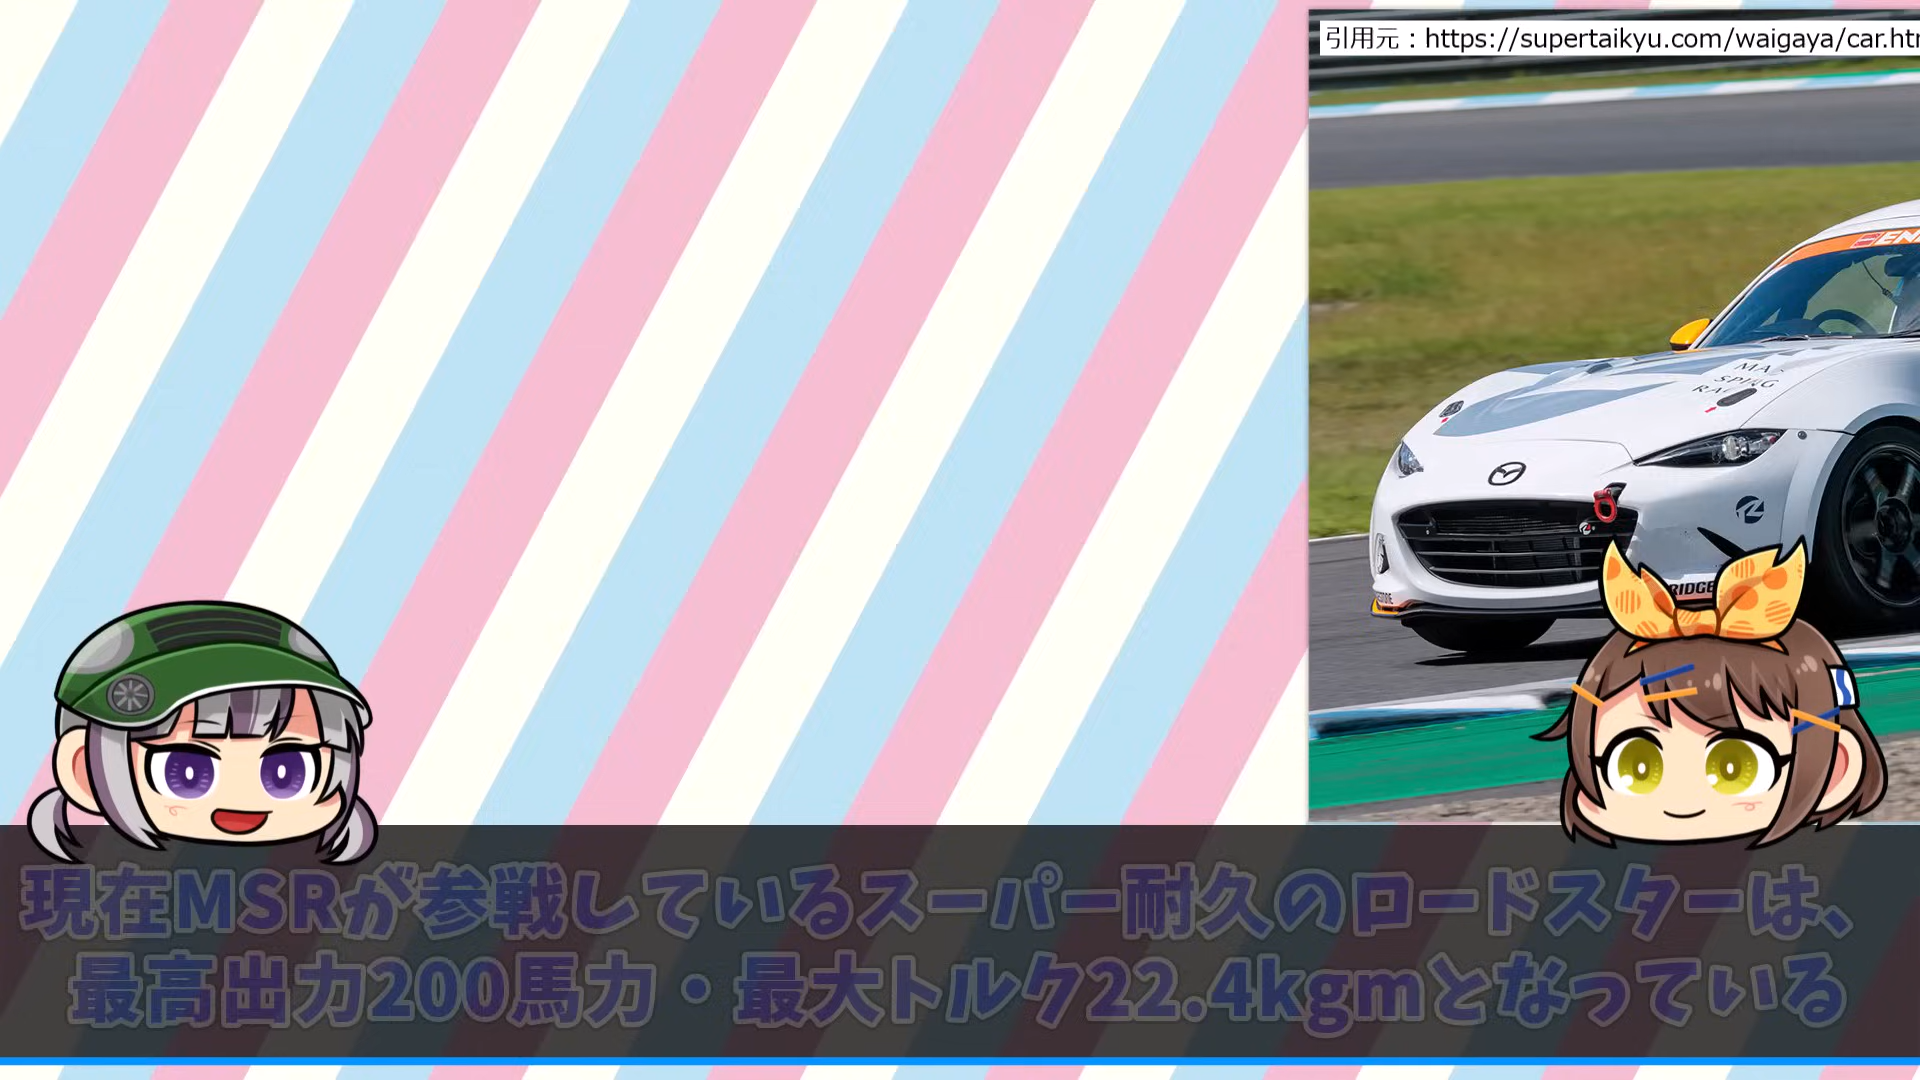 引用元：https://supertaikyu.com/waigaya/car.ht
現在MSRが参戦しているスーパー耐久のロードスターは、
最高出力200馬力・最大トルク22.4kgmとなっている